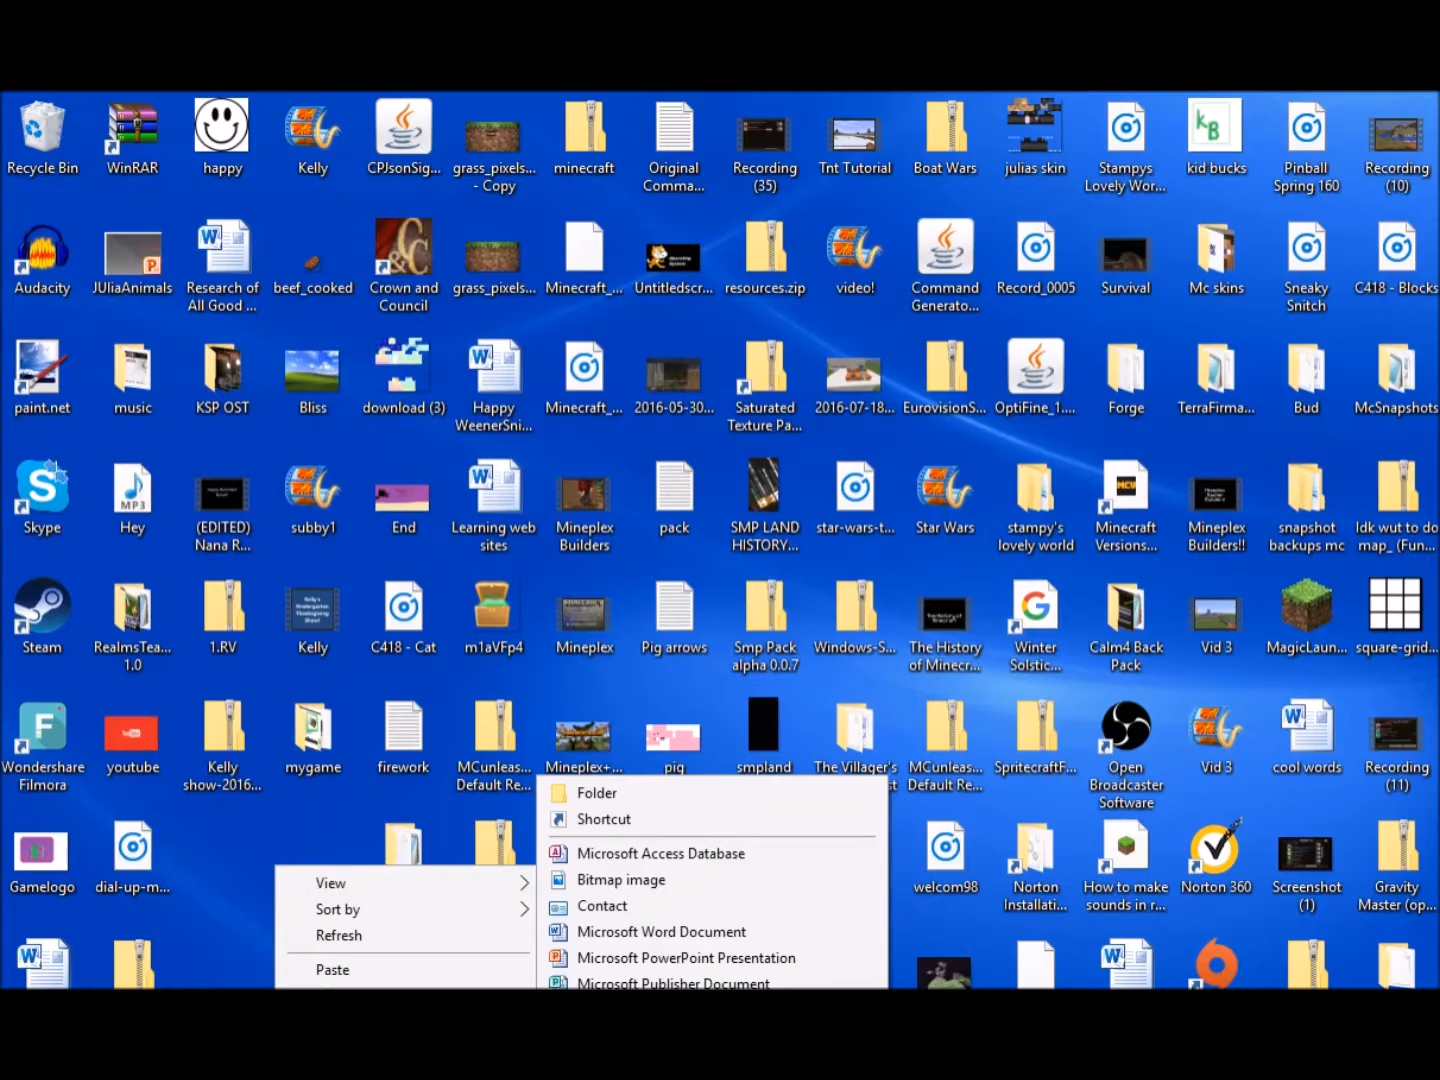 Recycle Bin
WinRAR
happy
Kelly
CPJsonSig...
grass_pixels...
- Copy
minecraft
Original
Comma...
Recording
(35)
Tnt Tutorial
Boat Wars
julias skin
Stampys
Lovely Wor...
kid bucks
Pinball
Spring 160
Recording
(10)
Audacity
JUliaAnimals
Research of
All Good ...
beef_cooked
Crown and
Council
grass_pixels...
Minecraft_...
Untitledscr...
resources.zip
video!
Command
Generato...
Record_0005
Survival
Mc skins
Sneaky
Snitch
C418 - Blocks
paint.net
music
KSP OST
Bliss
download (3)
Happy
WeenerSni...
Minecraft_...
2016-05-30...
Saturated
Texture Pa...
2016-07-18...
EurovisionS...
OptiFine_1....
Forge
TerraFirma...
Bud
McSnapshots
Skype
MP3
Hey
(EDITED)
Nana R...
subby1
End
Learning web
sites
Mineplex
Builders
pack
SMP LAND
HISTORY...
star-wars-t...
Star Wars
stampy's
lovely world
MCV
Minecraft
Versions...
Mineplex
Builders!!
snapshot
backups mc
Idk wut to do
map_ (Fun...
Steam
RealmsTea...
1.0
1.RV
Kelly
C418 - Cat
m1aVFp4
Mineplex
Pig arrows
Smp Pack
alpha 0.0.7
Windows-S...
The History
of Minecr...
Winter
Solstic...
Calm4 Back
Pack
Vid 3
MagicLaun...
square-grid...
Wondershare
Filmora
youtube
Kelly
show-2016...
mygame
firework
MCunleas...
Default Re...
Mineplex+...
pig
smpland
The Villager's
MCunleas...
Default Re...
SpritecraftF...
Open
Broadcaster
Software
Vid 3
cool words
Recording
(11)
Gamelogo
dial-up-m...
welcom98
Norton
Installati...
How to make
sounds in r...
Norton 360
Screenshot
(1)
Gravity
Master (op...
View
Sort by
Refresh
Paste
Folder
Shortcut
Microsoft Access Database
Bitmap image
Contact
Microsoft Word Document
Microsoft PowerPoint Presentation
Microsoft Publisher Document